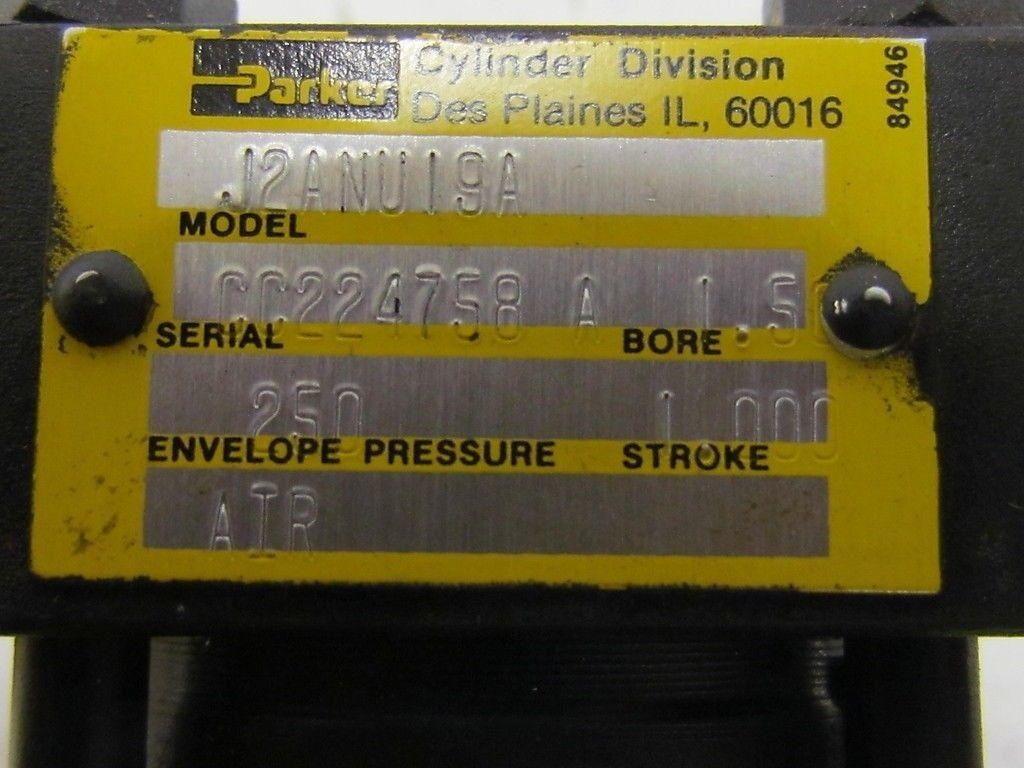 Parker
Cylinder Division
Des Plaines IL, 60016
84946
J2ANU19A
MODEL
CC224758 A 1.50
SERIAL BORE
250 1.000
ENVELOPE PRESSURE STROKE
AIR